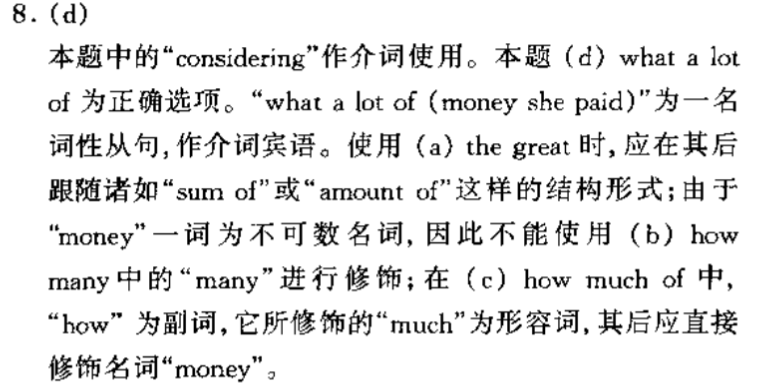 8. (d)
本题中的“considering”作介词使用。本题 (d) what a lot
of 为正确选项。“what a lot of (money she paid)”为一名
词性从句,作介词宾语。使用 (a) the great 时,应在其后
跟随诸如“sum of”或“amount of”这样的结构形式;由于
“money”一词为不可数名词,因此不能使用 (b) how
many 中的“many”进行修饰;在 (c) how much of 中,
“how”为副词,它所修饰的“much”为形容词,其后应直接
修饰名词“money”。